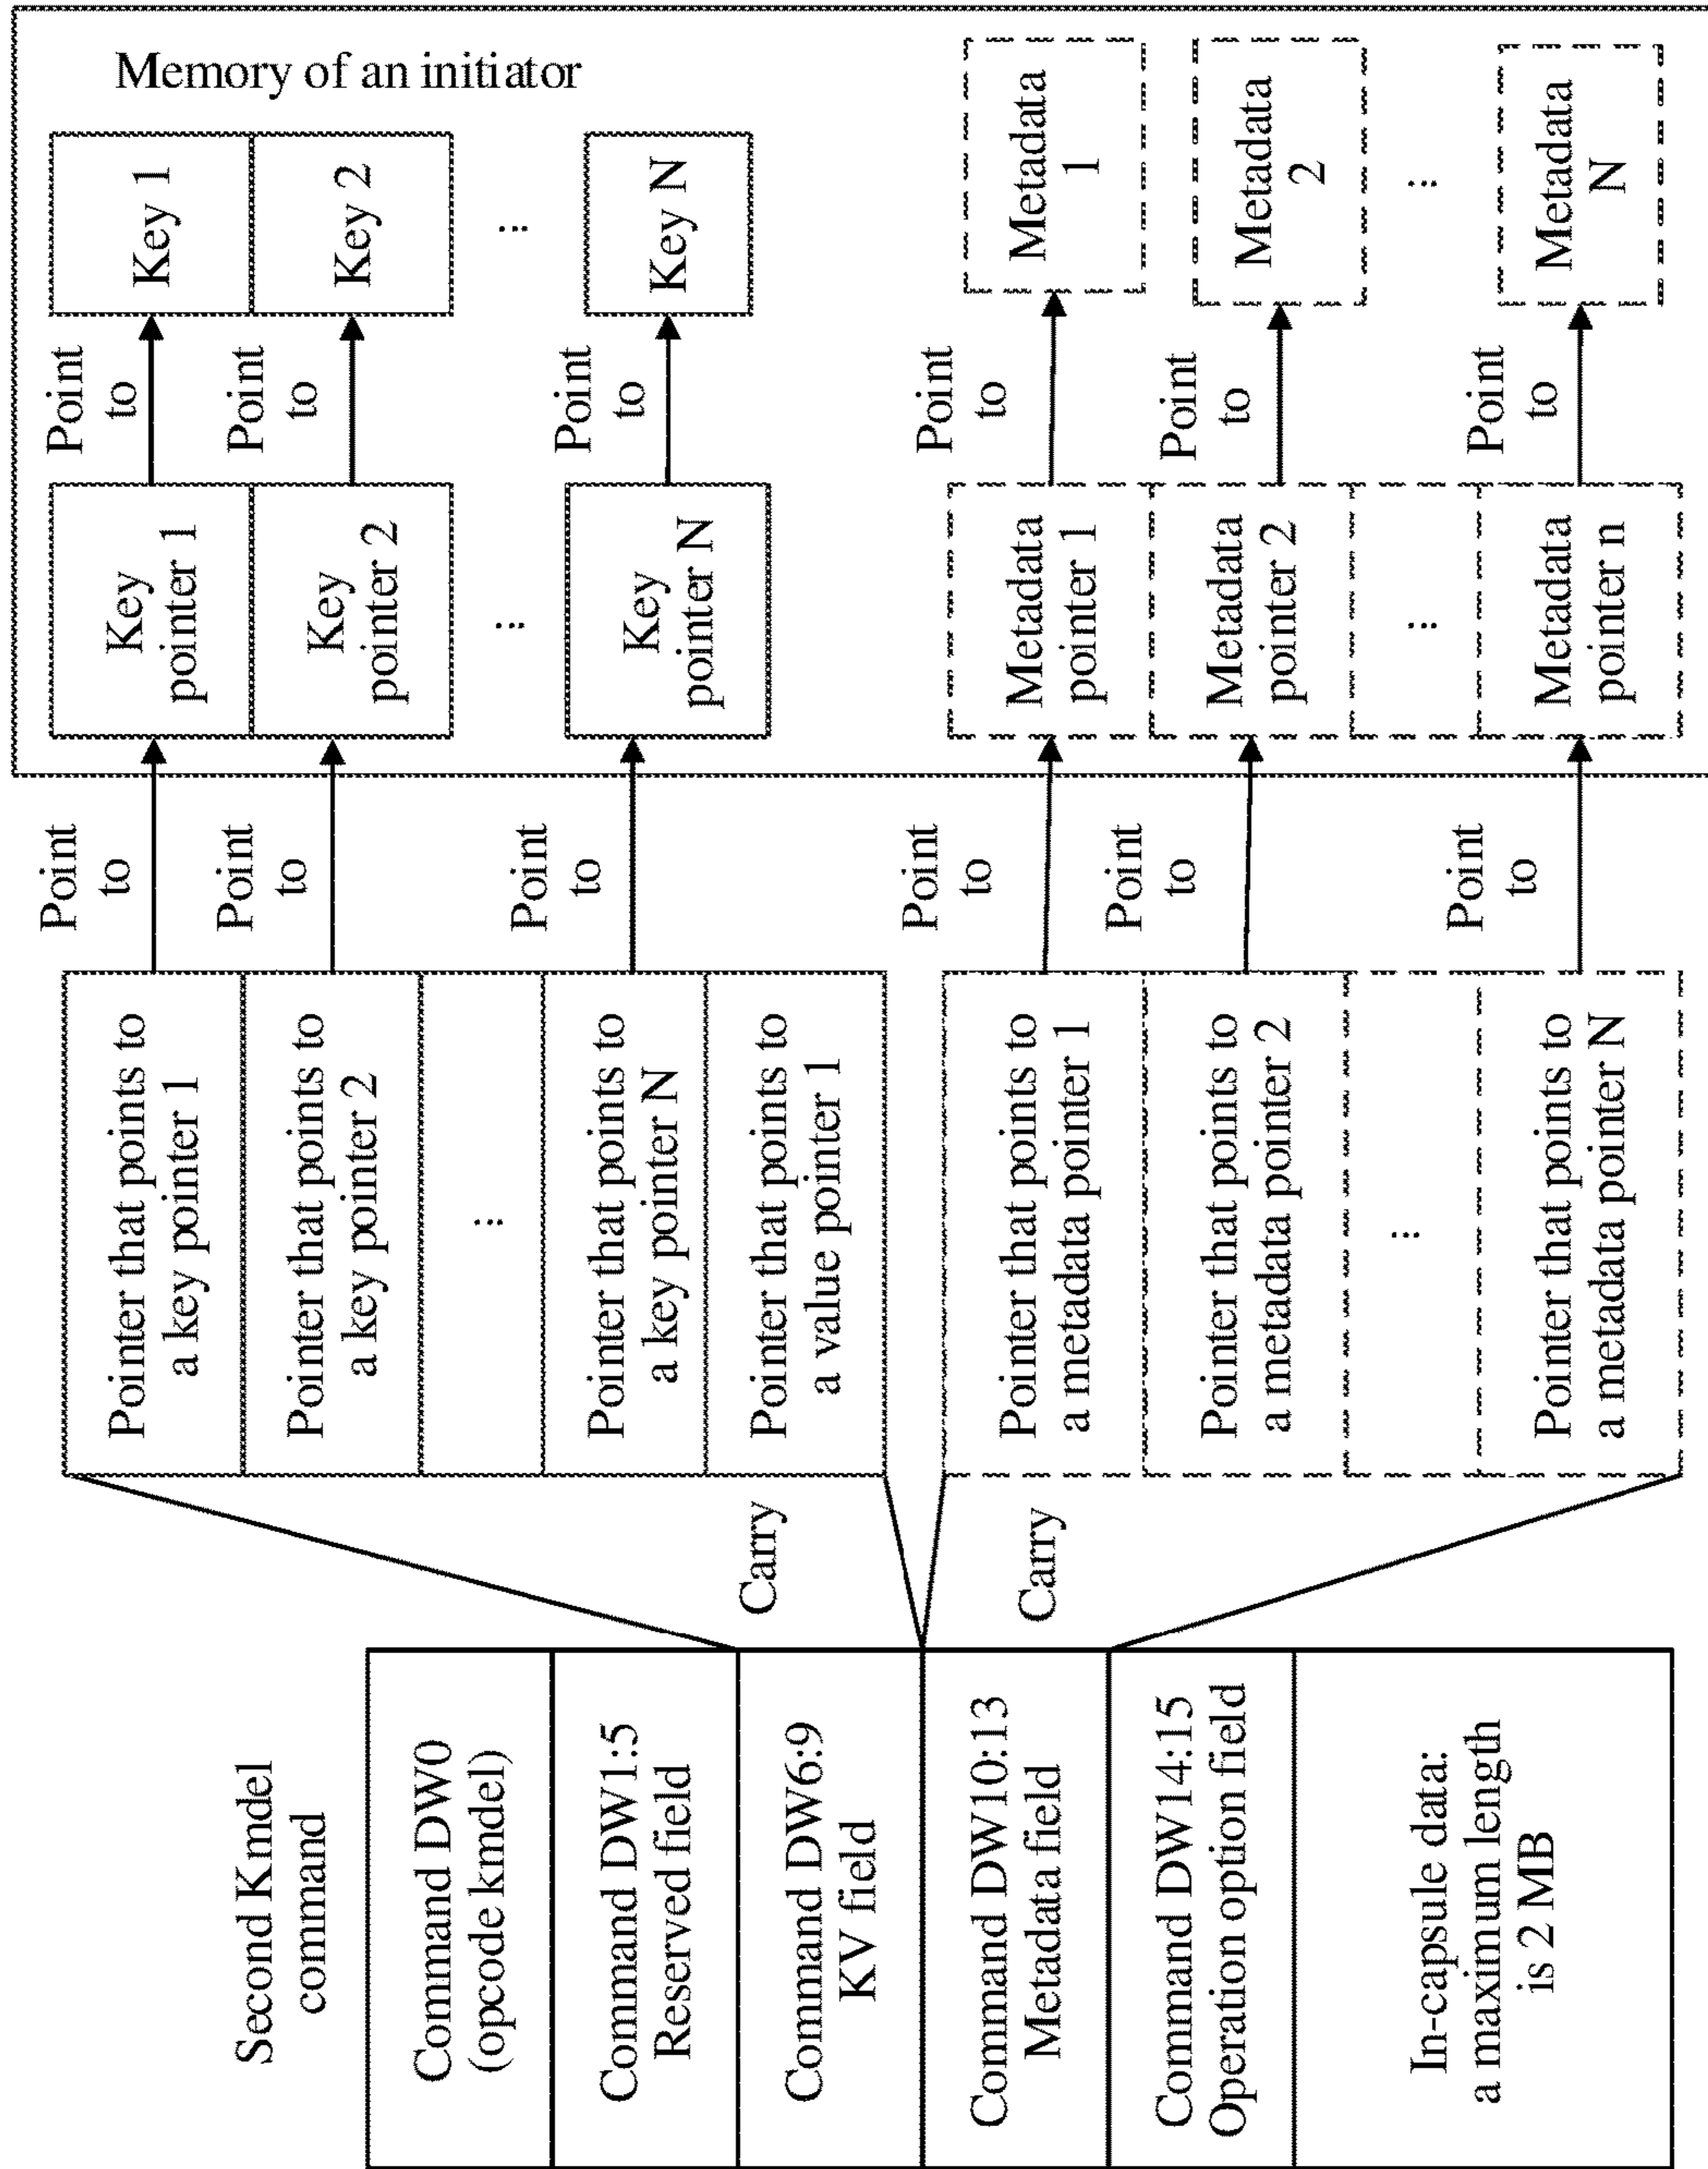 Second Kmdel
command
Command DW0
(opcode kmdel)
Command DW1:5
Reserved field
Command DW6:9
KV field
Command DW10:13
Metadata field
Command DW14:15
Operation option field
In-capsule data:
a maximum length
is 2 MB
Carry
Carry
Pointer that points to
a key pointer 1
Pointer that points to
a key pointer 2
...
Pointer that points to
a key pointer N
Pointer that points to
a value pointer 1
Pointer that points to
a metadata pointer 1
Pointer that points to
a metadata pointer 2
...
Pointer that points to
a metadata pointer N
Point
to
Point
to
Point
to
Point
to
Point
to
Point
to
Memory of an initiator
Key
pointer 1
Key
pointer 2
...
Key
pointer N
Metadata
pointer 1
Metadata
pointer 2
...
Metadata
pointer n
Point
to
Point
to
Point
to
Point
to
Point
to
Point
to
Key 1
Key 2
...
Key N
Metadata
1
Metadata
2
...
Metadata
N